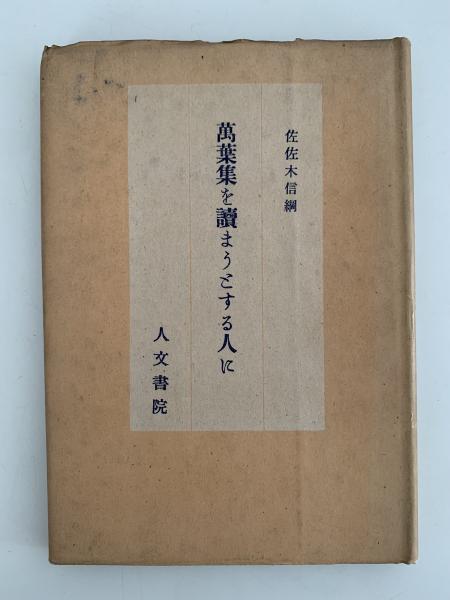 佐佐木信綱
萬葉集を讀まうとする人に
人文書院